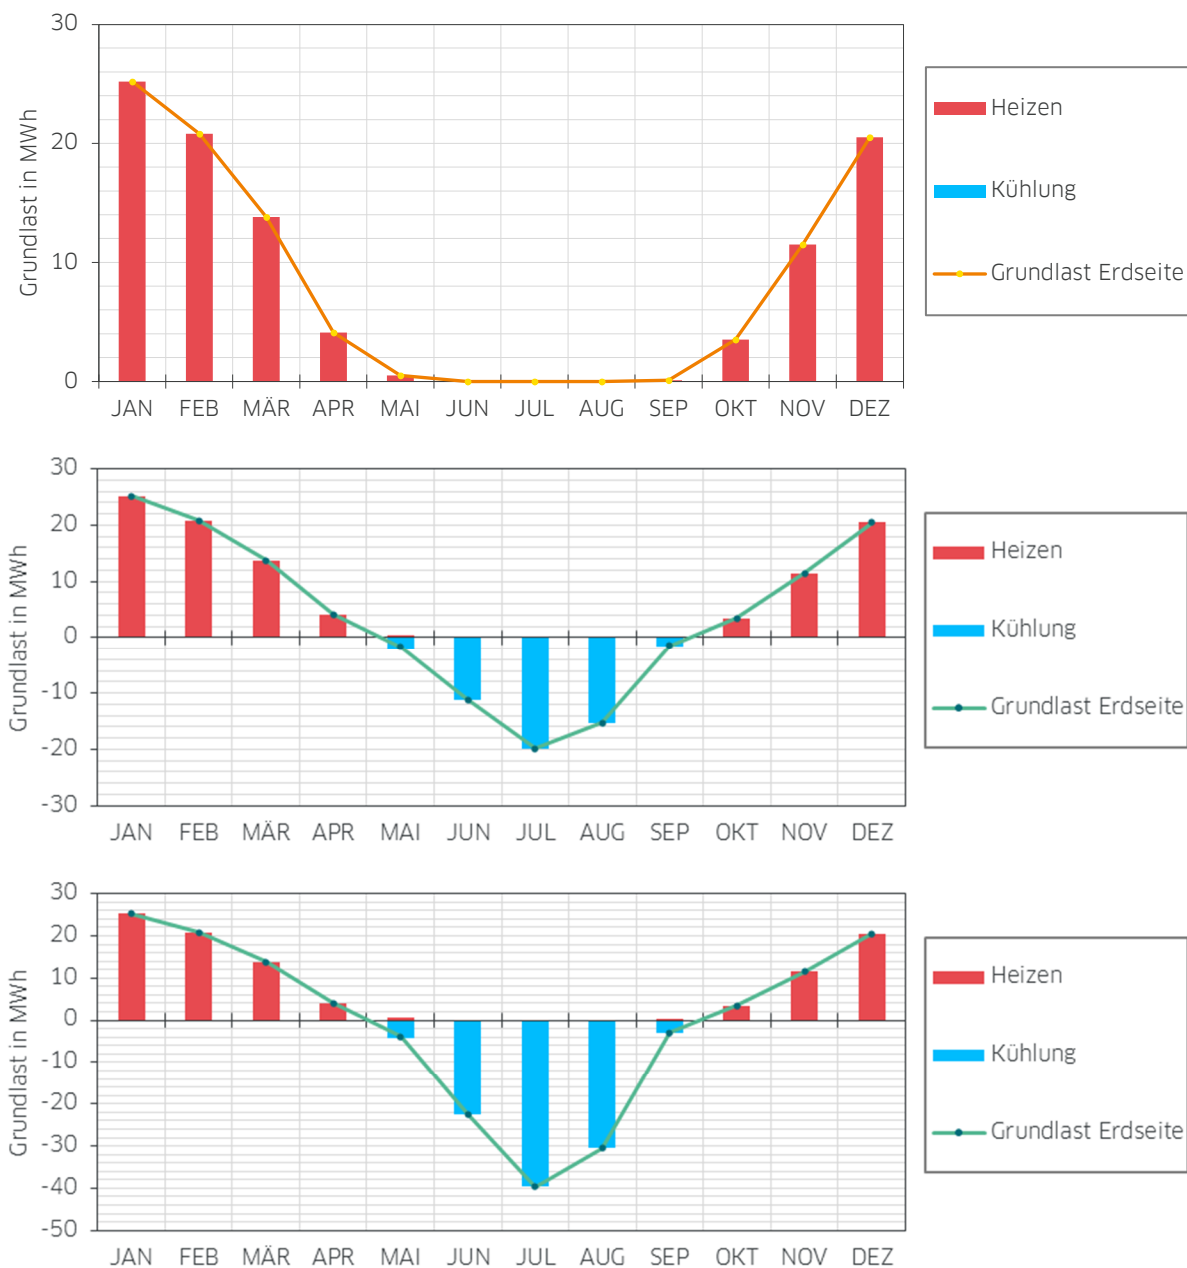 30
20
10
0
Grundlast in MWh
JAN FEB MÄR APR MAI JUN JUL AUG SEP OKT NOV DEZ
Heizen
Kühlung
Grundlast Erdseite
30
20
10
0
-10
-20
-30
Grundlast in MWh
JAN FEB MÄR APR MAI JUN JUL AUG SEP OKT NOV DEZ
Heizen
Kühlung
Grundlast Erdseite
30
20
10
0
-10
-20
-30
-40
-50
Grundlast in MWh
JAN FEB MÄR APR MAI JUN JUL AUG SEP OKT NOV DEZ
Heizen
Kühlung
Grundlast Erdseite